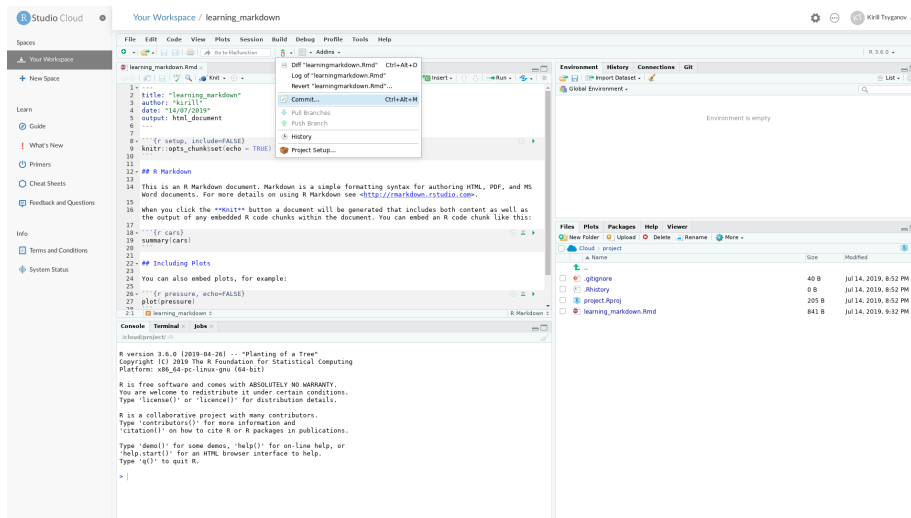 R Studio Cloud
Your Workspace / learning_markdown
KT Kirill Tsyganov
Spaces
Your Workspace
New Space
Learn
Guide
What's New
Primers
Cheat Sheets
Feedback and Questions
Info
Terms and Conditions
System Status
File Edit Code View Plots Session Build Debug Profile Tools Help
Go to file/function
Addins
R 3.6.0
learning_markdown.Rmd
Knit
Insert
Run
Diff "learningmarkdown.Rmd" Ctrl+Alt+D
Log of "learningmarkdown.Rmd"
Revert "learningmarkdown.Rmd"...
Commit... Ctrl+Alt+M
Pull Branches
Push Branch
History
Project Setup...
1 ---
2 title: "learning_markdown"
3 author: "kirill"
4 date: "14/07/2019"
5 output: html_document
6 ---
7
8 ```{r setup, include=FALSE}
9 knitr::opts_chunk$set(echo = TRUE)
10 ```
11
12 ## R Markdown
13
14 This is an R Markdown document. Markdown is a simple formatting syntax for authoring HTML, PDF, and MS
Word documents. For more details on using R Markdown see <http://rmarkdown.rstudio.com>.
15
16 When you click the **Knit** button a document will be generated that includes both content as well as
the output of any embedded R code chunks within the document. You can embed an R code chunk like this:
17
18 ```{r cars}
19 summary(cars)
20 ```
21
22 ## Including Plots
23
24 You can also embed plots, for example:
25
26 ```{r pressure, echo=FALSE}
27 plot(pressure)
28 ```
2:1 learning_markdown R Markdown
Console Terminal Jobs
/cloud/project/
R version 3.6.0 (2019-04-26) -- "Planting of a Tree"
Copyright (C) 2019 The R Foundation for Statistical Computing
Platform: x86_64-pc-linux-gnu (64-bit)
R is free software and comes with ABSOLUTELY NO WARRANTY.
You are welcome to redistribute it under certain conditions.
Type 'license()' or 'licence()' for distribution details.
R is a collaborative project with many contributors.
Type 'contributors()' for more information and
'citation()' on how to cite R or R packages in publications.
Type 'demo()' for some demos, 'help()' for on-line help, or
'help.start()' for an HTML browser interface to help.
Type 'q()' to quit R.
>
Environment History Connections Git
Import Dataset List
Global Environment
Environment is empty
Files Plots Packages Help Viewer
New Folder Upload Delete Rename More
Cloud project
Name Size Modified
..
.gitignore 40 B Jul 14, 2019, 8:52 PM
.Rhistory 0 B Jul 14, 2019, 8:52 PM
project.Rproj 205 B Jul 14, 2019, 8:52 PM
learning_markdown.Rmd 841 B Jul 14, 2019, 9:32 PM